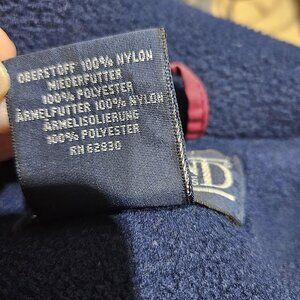 OBERSTOFF 100% NYLON
MIEDERFUTTER
100% POLYESTER
ÄRMELFUTTER 100% NYLON
ÄRMELISOLIERUNG
100% POLYESTER
RN 62830